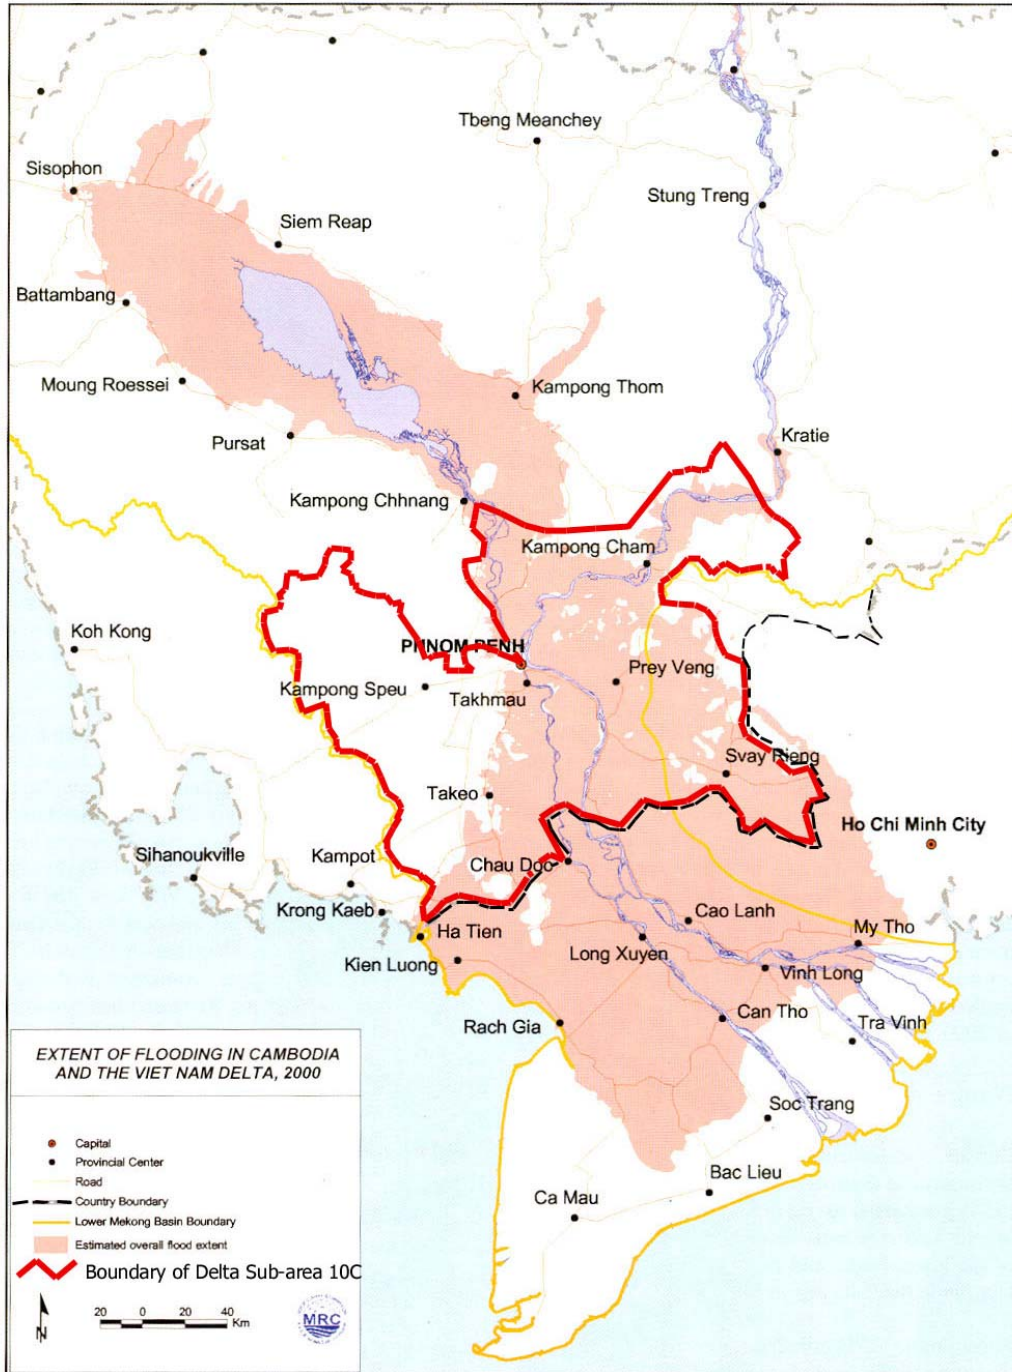 Tbeng Meanchey
Sisophon
Stung Treng
Siem Reap
Battambang
Moung Roessei
Kampong Thom
Pursat
Kratie
Kampong Chhnang
Kampong Cham
Koh Kong
PHNOM PENH
Prey Veng
Kampong Speu
Takhmau
Svay Rieng
Takeo
Ho Chi Minh City
Sihanoukville
Kampot
Chau Doc
Krong Kaeb
Cao Lanh
Ha Tien
My Tho
Long Xuyen
Kien Luong
Vinh Long
Rach Gia
Can Tho
Tra Vinh
Soc Trang
Bac Lieu
Ca Mau
EXTENT OF FLOODING IN CAMBODIA
AND THE VIET NAM DELTA, 2000
Capital
Provincial Center
Road
Country Boundary
Lower Mekong Basin Boundary
Estimated overall flood extent
Boundary of Delta Sub-area 10C
N
20 0 20 40
Km
MRC